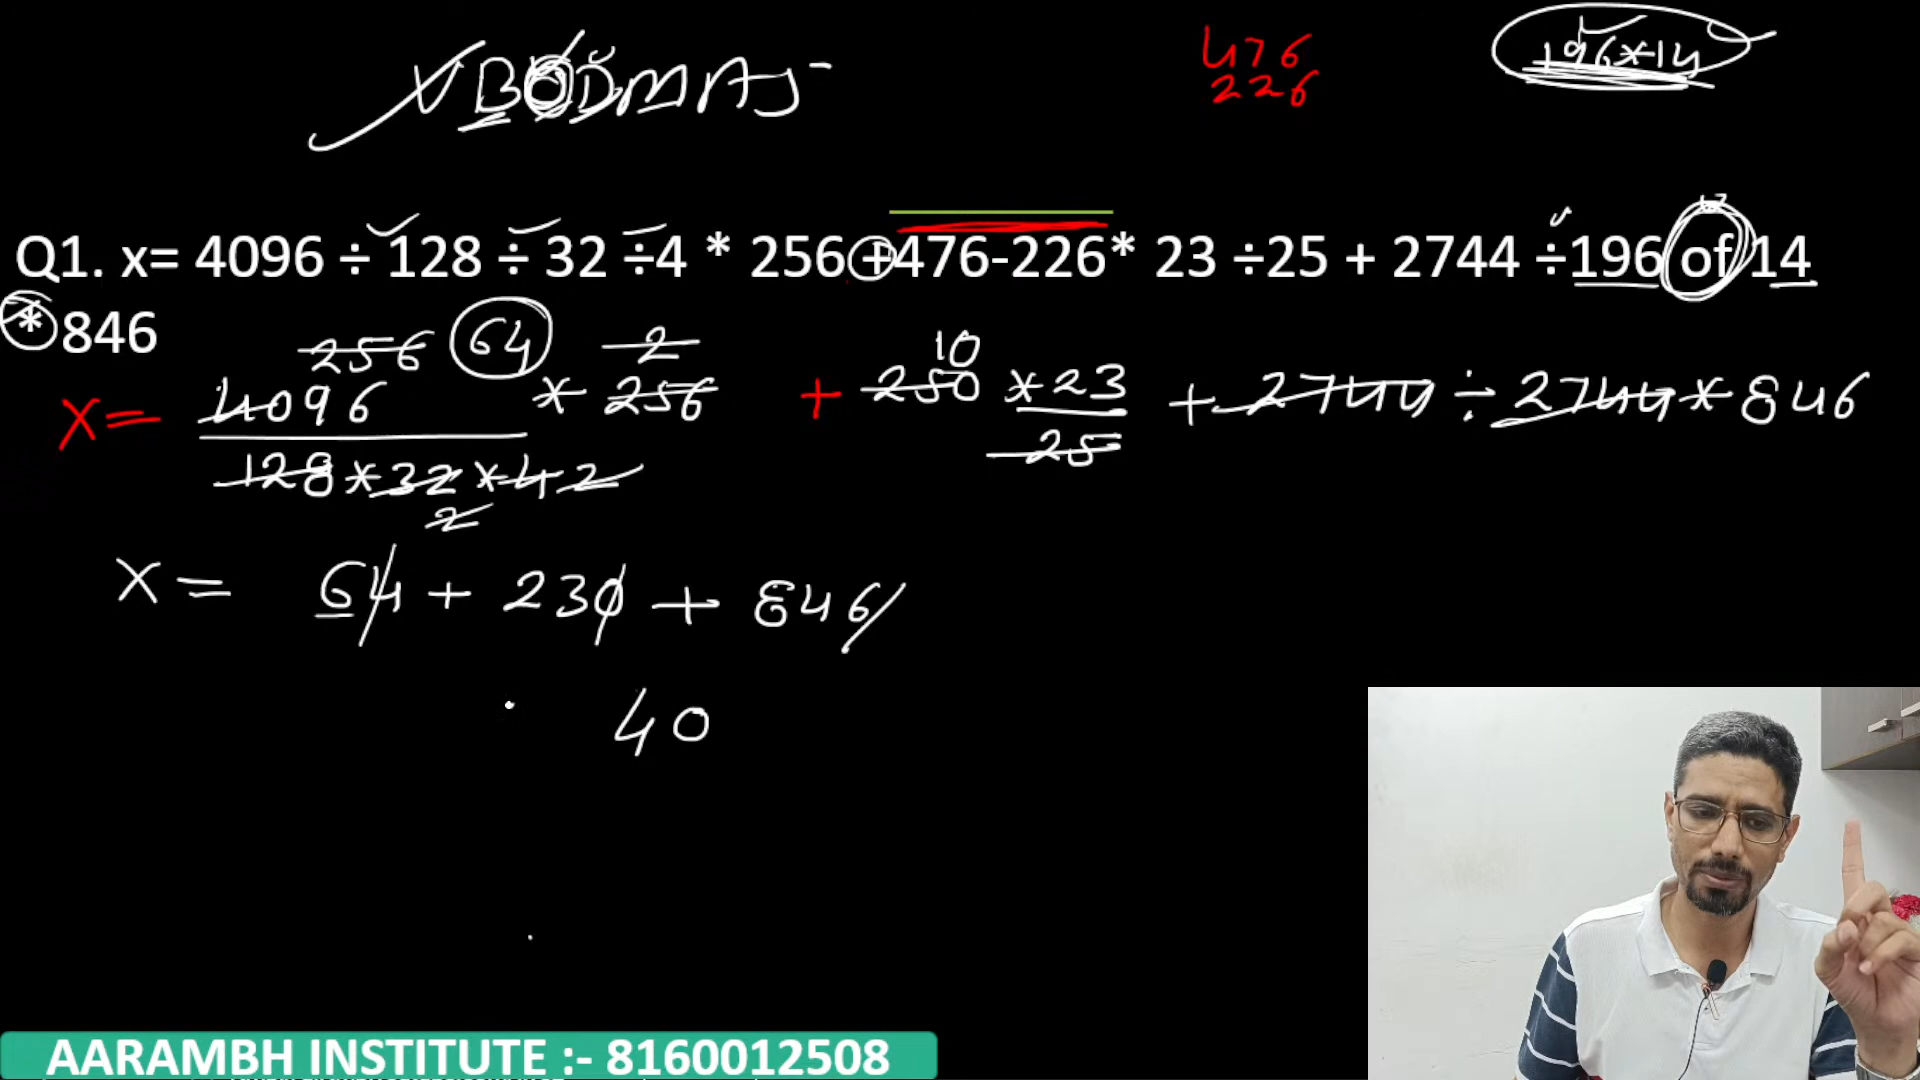 VBODMAS
476
226
196*14
Q1. x= 4096 ÷ 128 ÷ 32 ÷4 * 256 +476-226* 23 ÷25 + 2744 ÷196 of 14
*846
256 64 2 10
X= 4096 * 256 + 250 *23 + 2744 ÷ 2744 * 846
128*32*4 2 25
2
X= 64 + 230 + 846
40
AARAMBH INSTITUTE :- 8160012508